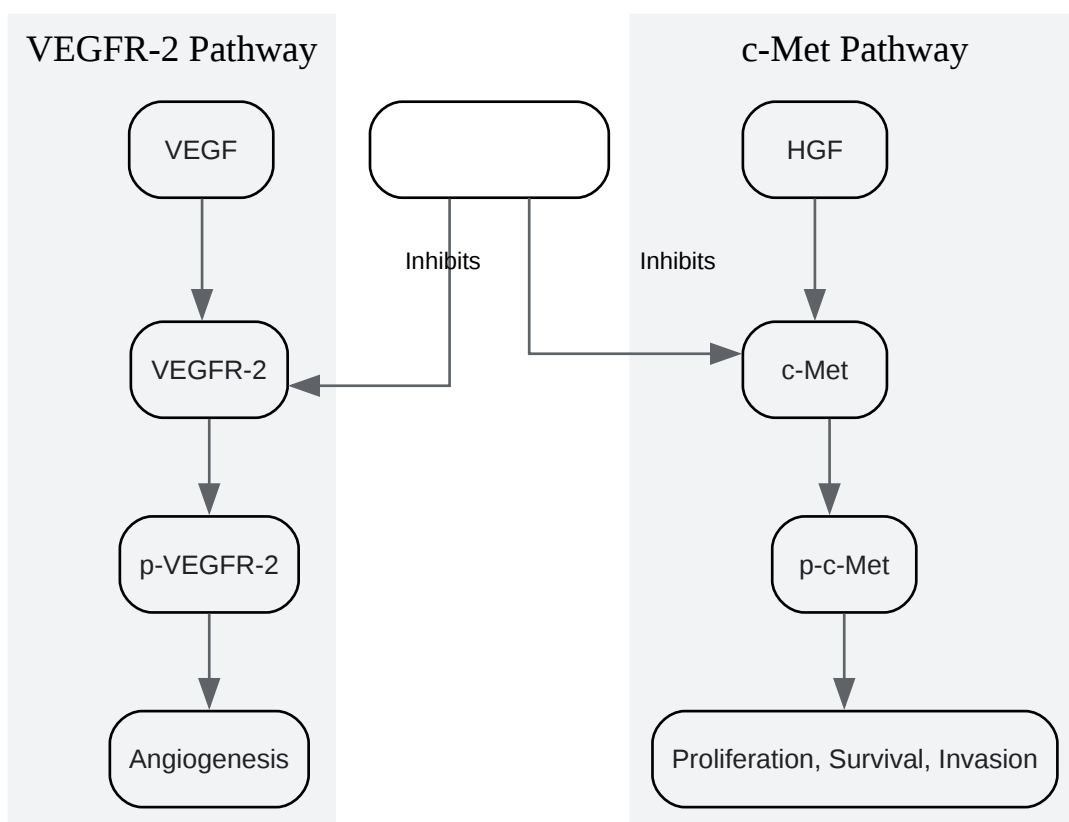 VEGFR-2 Pathway
c-Met Pathway
VEGF
HGF
Inhibits
Inhibits
VEGFR-2
c-Met
p-VEGFR-2
p-c-Met
Angiogenesis
Proliferation, Survival, Invasion